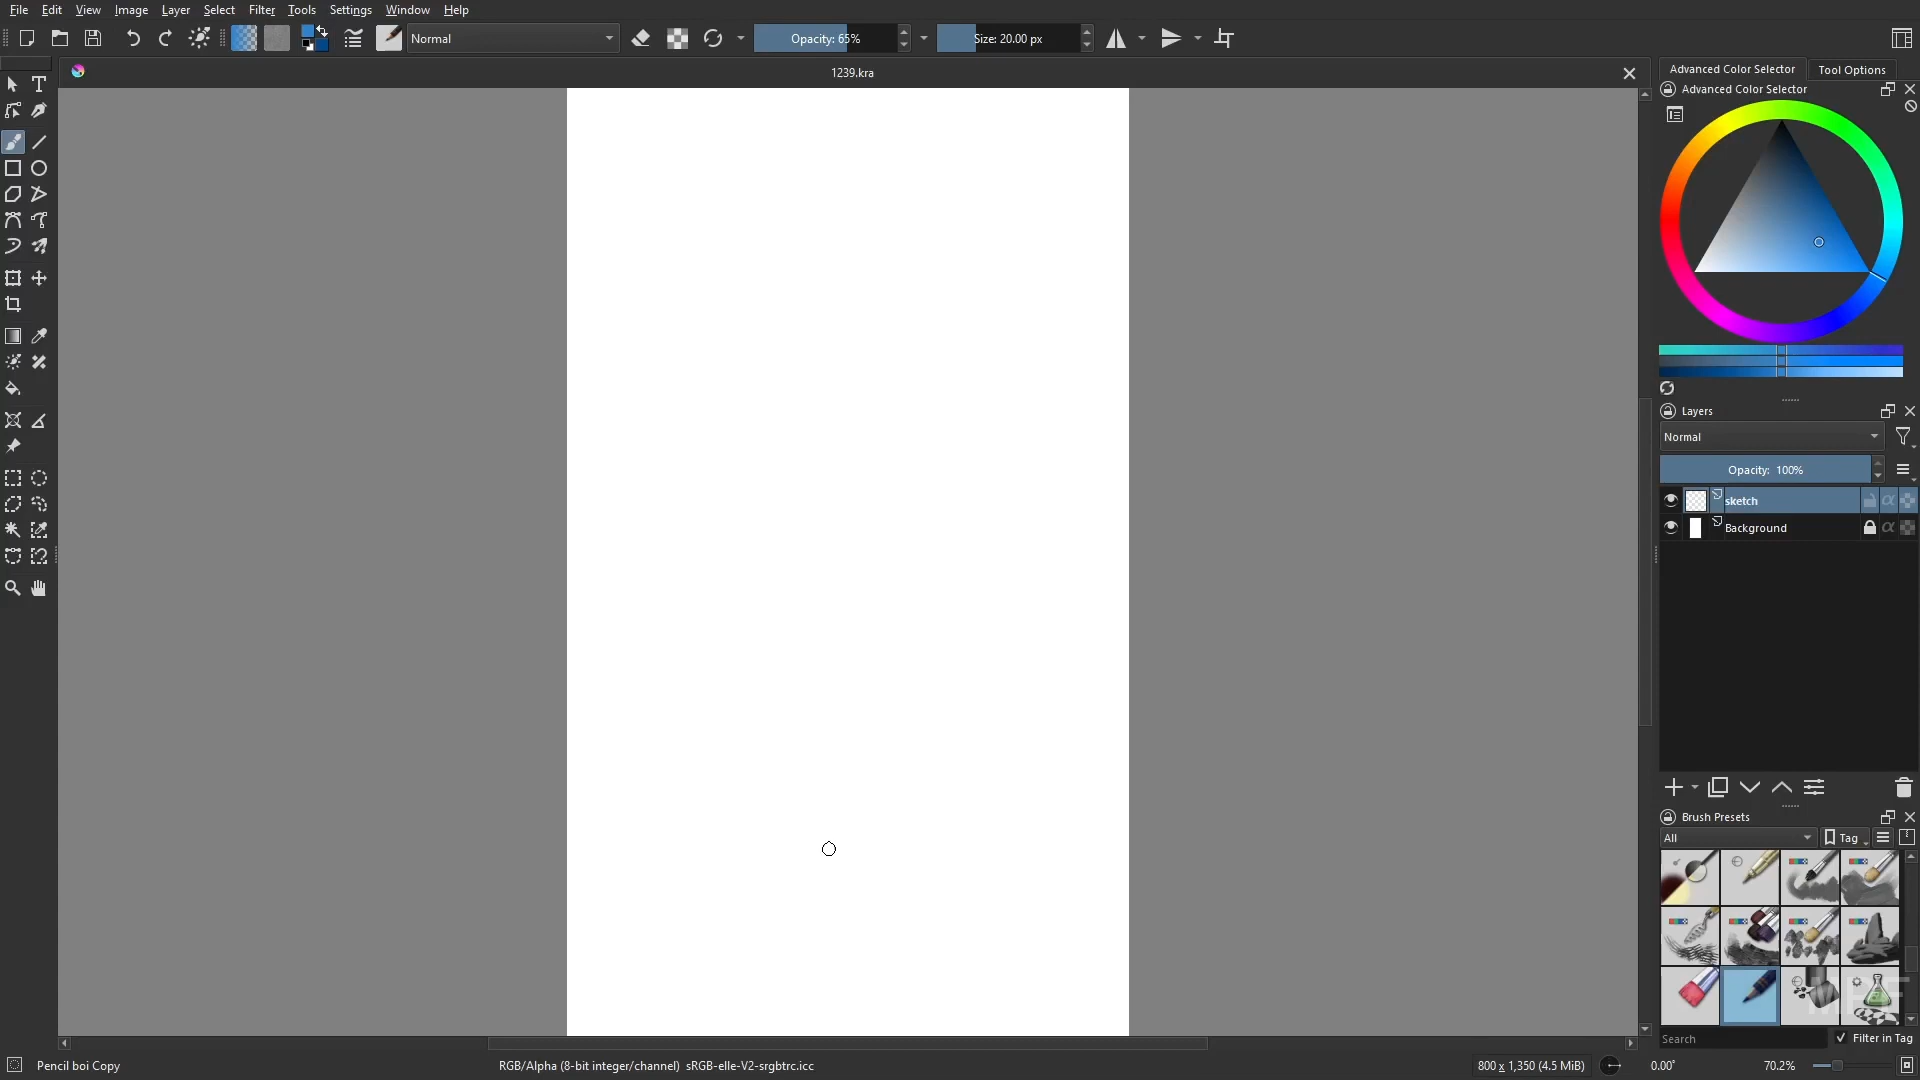 File Edit View Image Layer Select Filter Tools Settings Window Help
Normal
Opacity: 65%
Size: 20.00 px
1239.kra
Advanced Color Selector
Tool Options
Advanced Color Selector
Layers
Normal
Opacity: 100%
sketch
Background
Brush Presets
All
Tag
Search
Filter in Tag
Pencil boi Copy
RGB/Alpha (8-bit integer/channel) sRGB-elle-V2-srgbtrc.icc
800 x 1,350 (4.5 MiB)
0.00°
70.2%